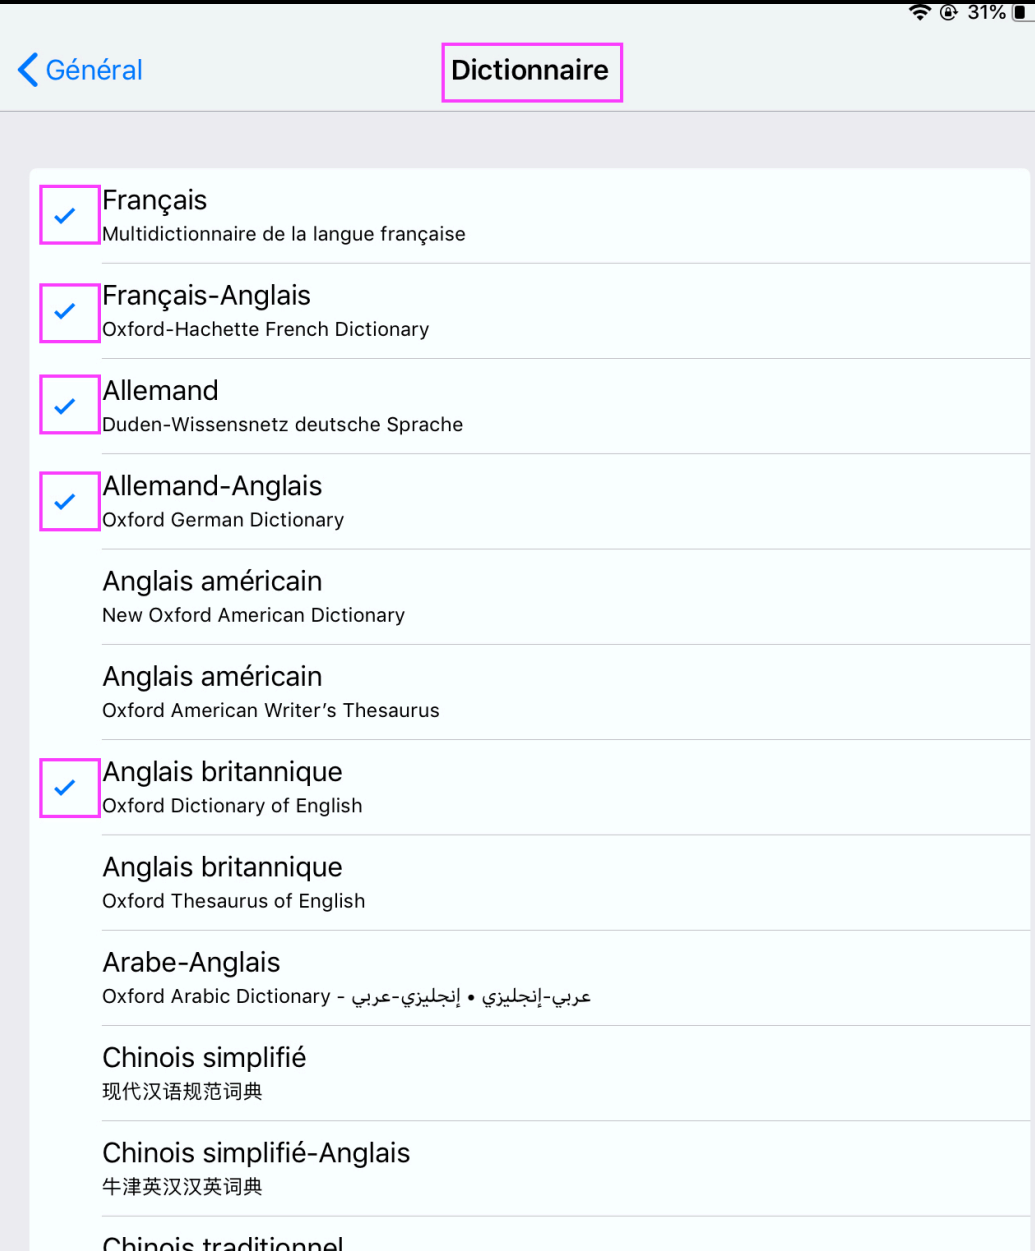 31%
Général
Dictionnaire
Français
Multidictionnaire de la langue française
Français-Anglais
Oxford-Hachette French Dictionary
Allemand
Duden-Wissensnetz deutsche Sprache
Allemand-Anglais
Oxford German Dictionary
Anglais américain
New Oxford American Dictionary
Anglais américain
Oxford American Writer’s Thesaurus
Anglais britannique
Oxford Dictionary of English
Anglais britannique
Oxford Thesaurus of English
Arabe-Anglais
Oxford Arabic Dictionary - عربي-إنجليزي • إنجليزي-عربي
Chinois simplifié
现代汉语规范词典
Chinois simplifié-Anglais
牛津英汉汉英词典
Chinois traditionnel